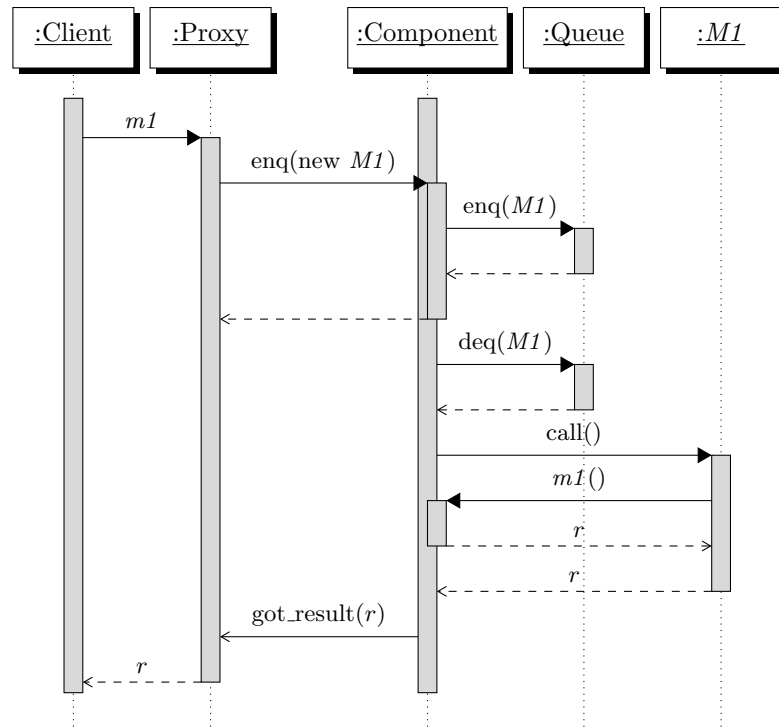 :Client
:Proxy
:Component
:Queue
:M1
m1
enq(new M1)
enq(M1)
deq(M1)
call()
m1()
r
r
got_result(r)
r